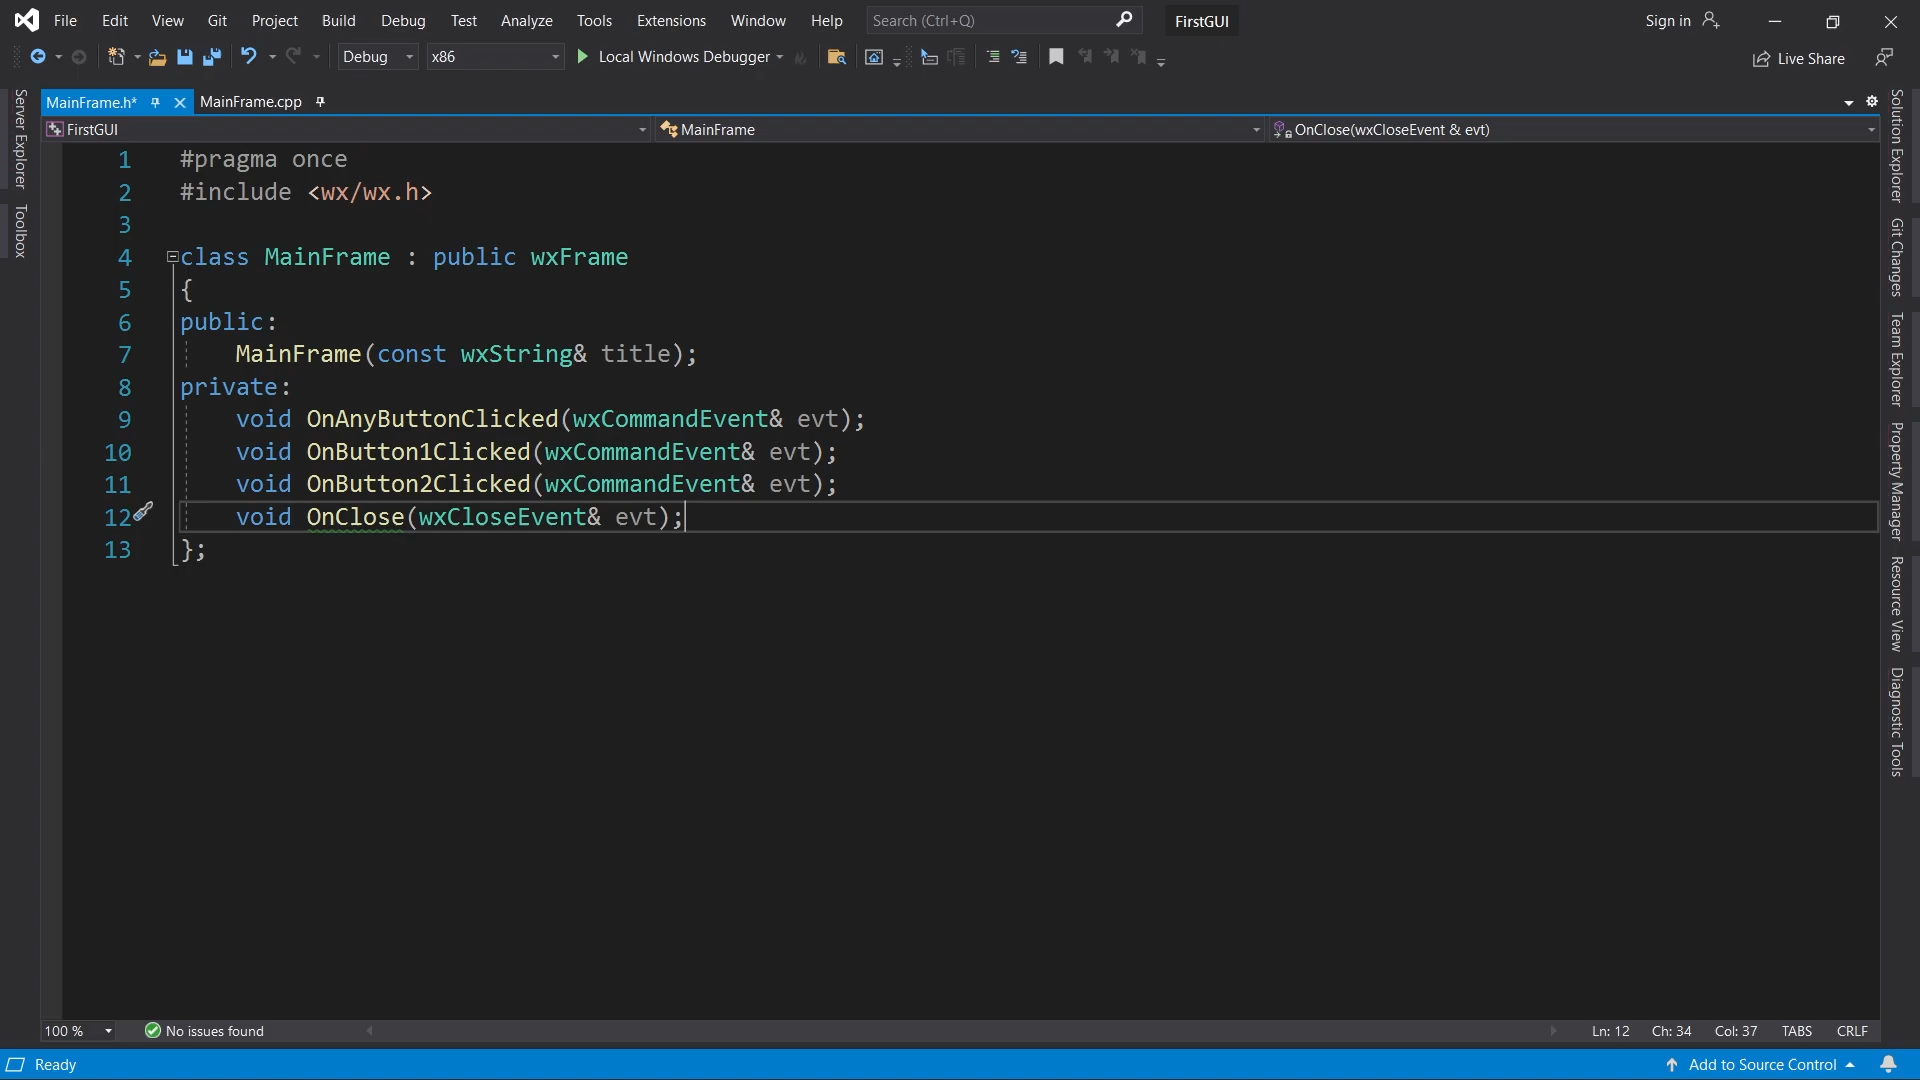 File Edit View Git Project Build Debug Test Analyze Tools Extensions Window Help Search (Ctrl+Q) FirstGUI Sign in
Debug x86 Local Windows Debugger Live Share
MainFrame.h* MainFrame.cpp
FirstGUI MainFrame OnClose(wxCloseEvent & evt)
Server Explorer
Toolbox
1 #pragma once
2 #include <wx/wx.h>
3
4 class MainFrame : public wxFrame
5 {
6 public:
7 MainFrame(const wxString& title);
8 private:
9 void OnAnyButtonClicked(wxCommandEvent& evt);
10 void OnButton1Clicked(wxCommandEvent& evt);
11 void OnButton2Clicked(wxCommandEvent& evt);
12 void OnClose(wxCloseEvent& evt);
13 };
Solution Explorer
Git Changes
Team Explorer
Property Manager
Resource View
Diagnostic Tools
100 % No issues found Ln: 12 Ch: 34 Col: 37 TABS CRLF
Ready Add to Source Control